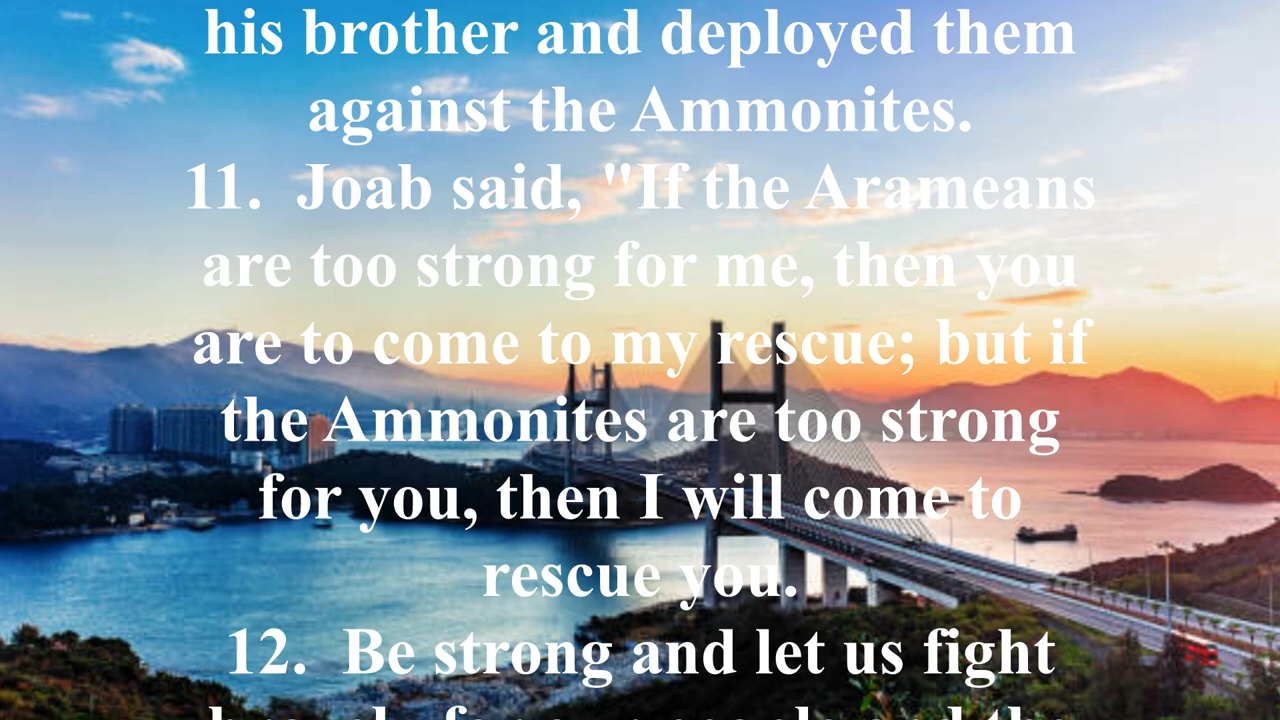 his brother and deployed them
against the Ammonites.
11.  Joab said, "If the Arameans
are too strong for me, then you
are to come to my rescue; but if
the Ammonites are too strong
for you, then I will come to
rescue you.
12.  Be strong and let us fight